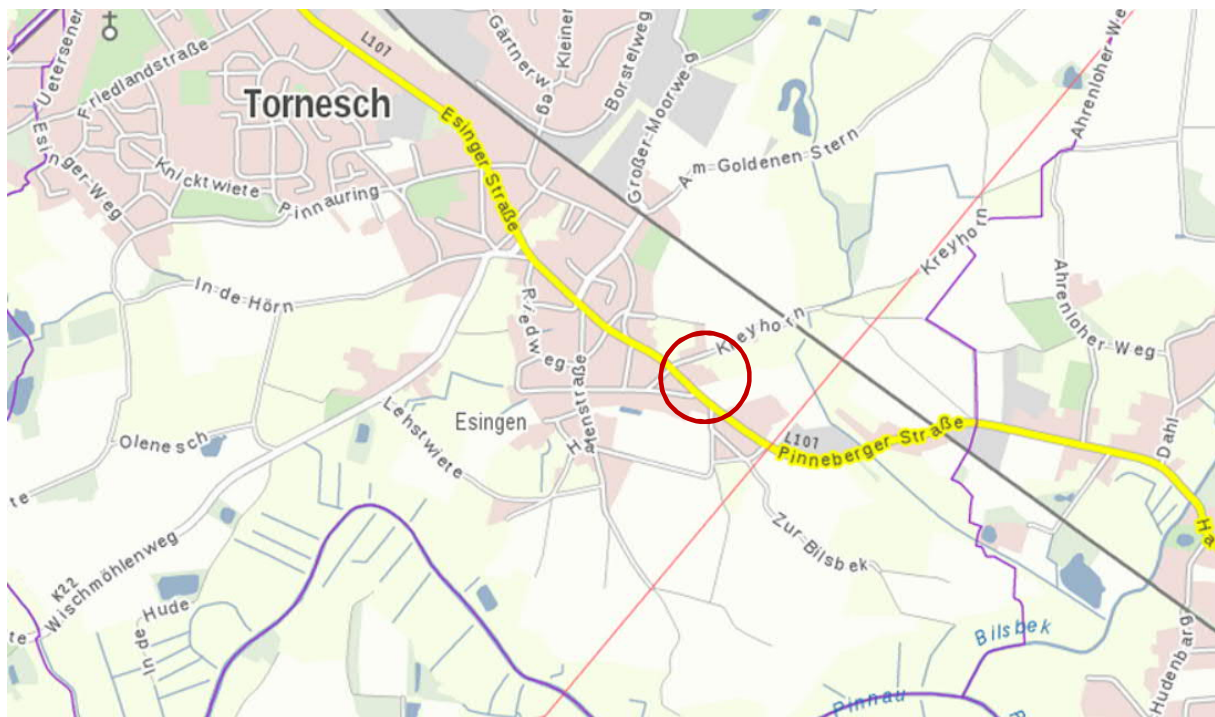 Uetersener
L107
Gärtnerweg
Kleiner
Borstelweg
Großer-Moorweg
Ahrenloher-We
Friedlandstraße
Tornesch
Esinger Straße
Esinger-Weg
Knicktwiete
Pinnauring
Am-Goldenen-Stern
In-de-Hörn
Riedweg
Kreyhorn
Kreyhorn
Ahrenloher Weg
Lehstwiete
Esingen
L107
Pinneberger Straße
Dahl
Olenesch
Zur-Bilsbek
Ha
K22
Wischmöhlenweg
In-de
Hude
Bilsbek
Pinnau
Hudenbarg